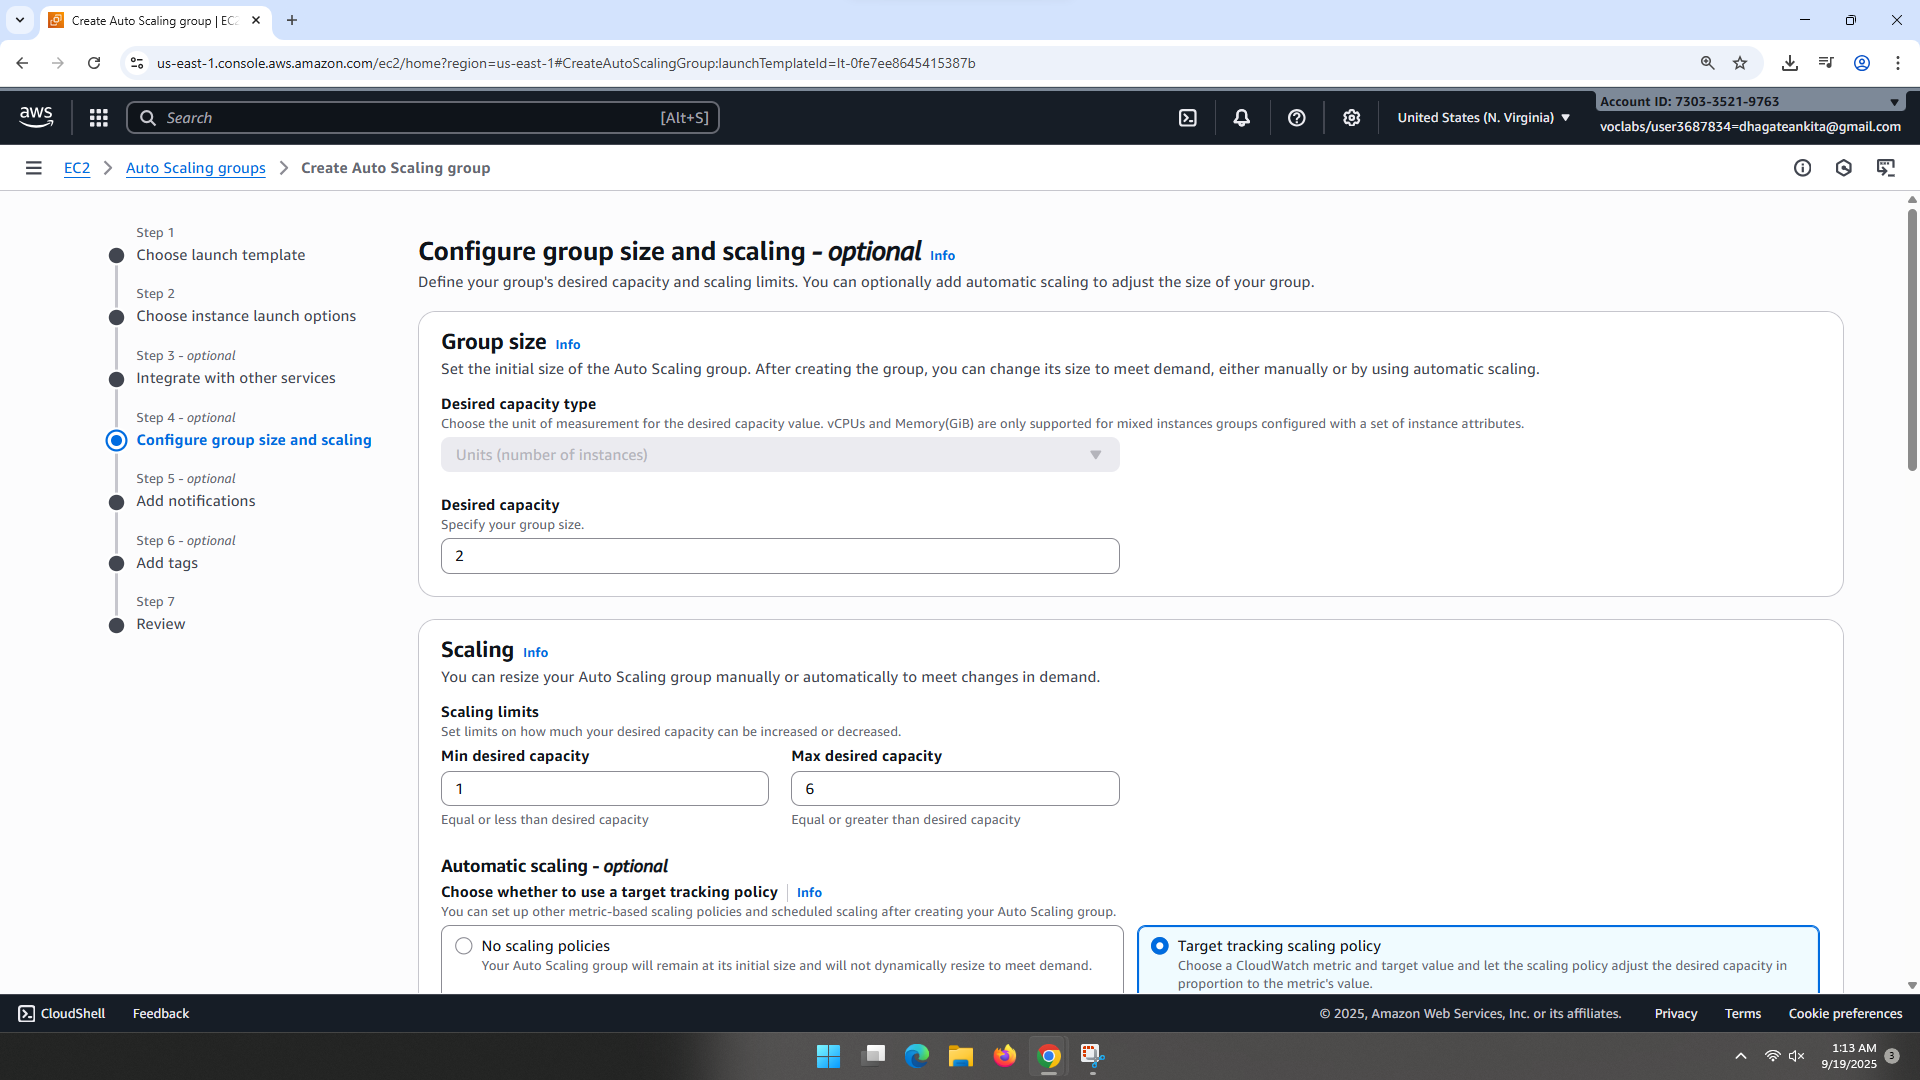 Create Auto Scaling group | EC2
us-east-1.console.aws.amazon.com/ec2/home?region=us-east-1#CreateAutoScalingGroup:launchTemplateId=lt-0fe7ee8645415387b
aws
Search
[Alt+S]
United States (N. Virginia)
Account ID: 7303-3521-9763
voclabs/user3687834=dhagateankita@gmail.com
EC2
Auto Scaling groups
Create Auto Scaling group
Step 1
Choose launch template
Step 2
Choose instance launch options
Step 3 - optional
Integrate with other services
Step 4 - optional
Configure group size and scaling
Step 5 - optional
Add notifications
Step 6 - optional
Add tags
Step 7
Review
Configure group size and scaling - optional Info
Define your group's desired capacity and scaling limits. You can optionally add automatic scaling to adjust the size of your group.
Group size Info
Set the initial size of the Auto Scaling group. After creating the group, you can change its size to meet demand, either manually or by using automatic scaling.
Desired capacity type
Choose the unit of measurement for the desired capacity value. vCPUs and Memory(GiB) are only supported for mixed instances groups configured with a set of instance attributes.
Units (number of instances)
Desired capacity
Specify your group size.
2
Scaling Info
You can resize your Auto Scaling group manually or automatically to meet changes in demand.
Scaling limits
Set limits on how much your desired capacity can be increased or decreased.
Min desired capacity
1
Equal or less than desired capacity
Max desired capacity
6
Equal or greater than desired capacity
Automatic scaling - optional
Choose whether to use a target tracking policy Info
You can set up other metric-based scaling policies and scheduled scaling after creating your Auto Scaling group.
No scaling policies
Your Auto Scaling group will remain at its initial size and will not dynamically resize to meet demand.
Target tracking scaling policy
Choose a CloudWatch metric and target value and let the scaling policy adjust the desired capacity in
proportion to the metric's value.
CloudShell
Feedback
© 2025, Amazon Web Services, Inc. or its affiliates.
Privacy
Terms
Cookie preferences
1:13 AM
9/19/2025
3